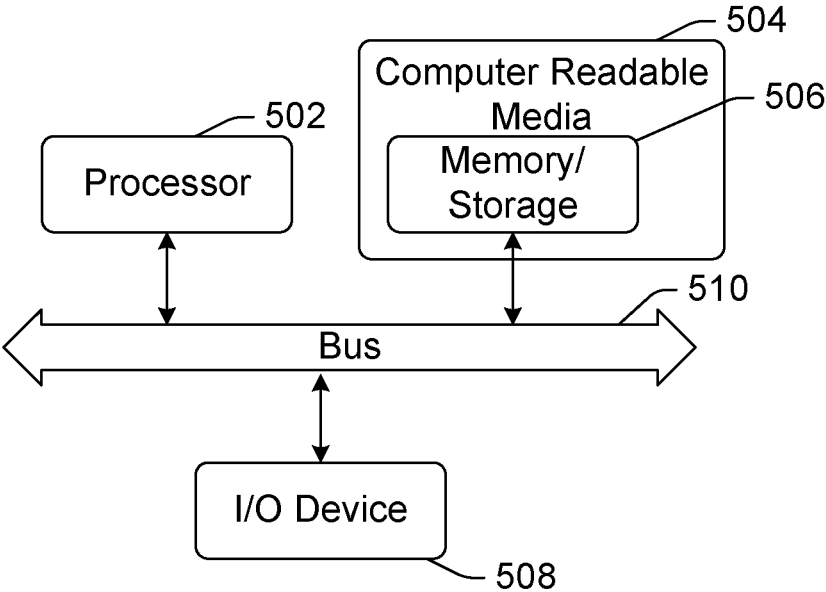 504
Computer Readable
Media
506
502
Processor
Memory/
Storage
510
Bus
I/O Device
508